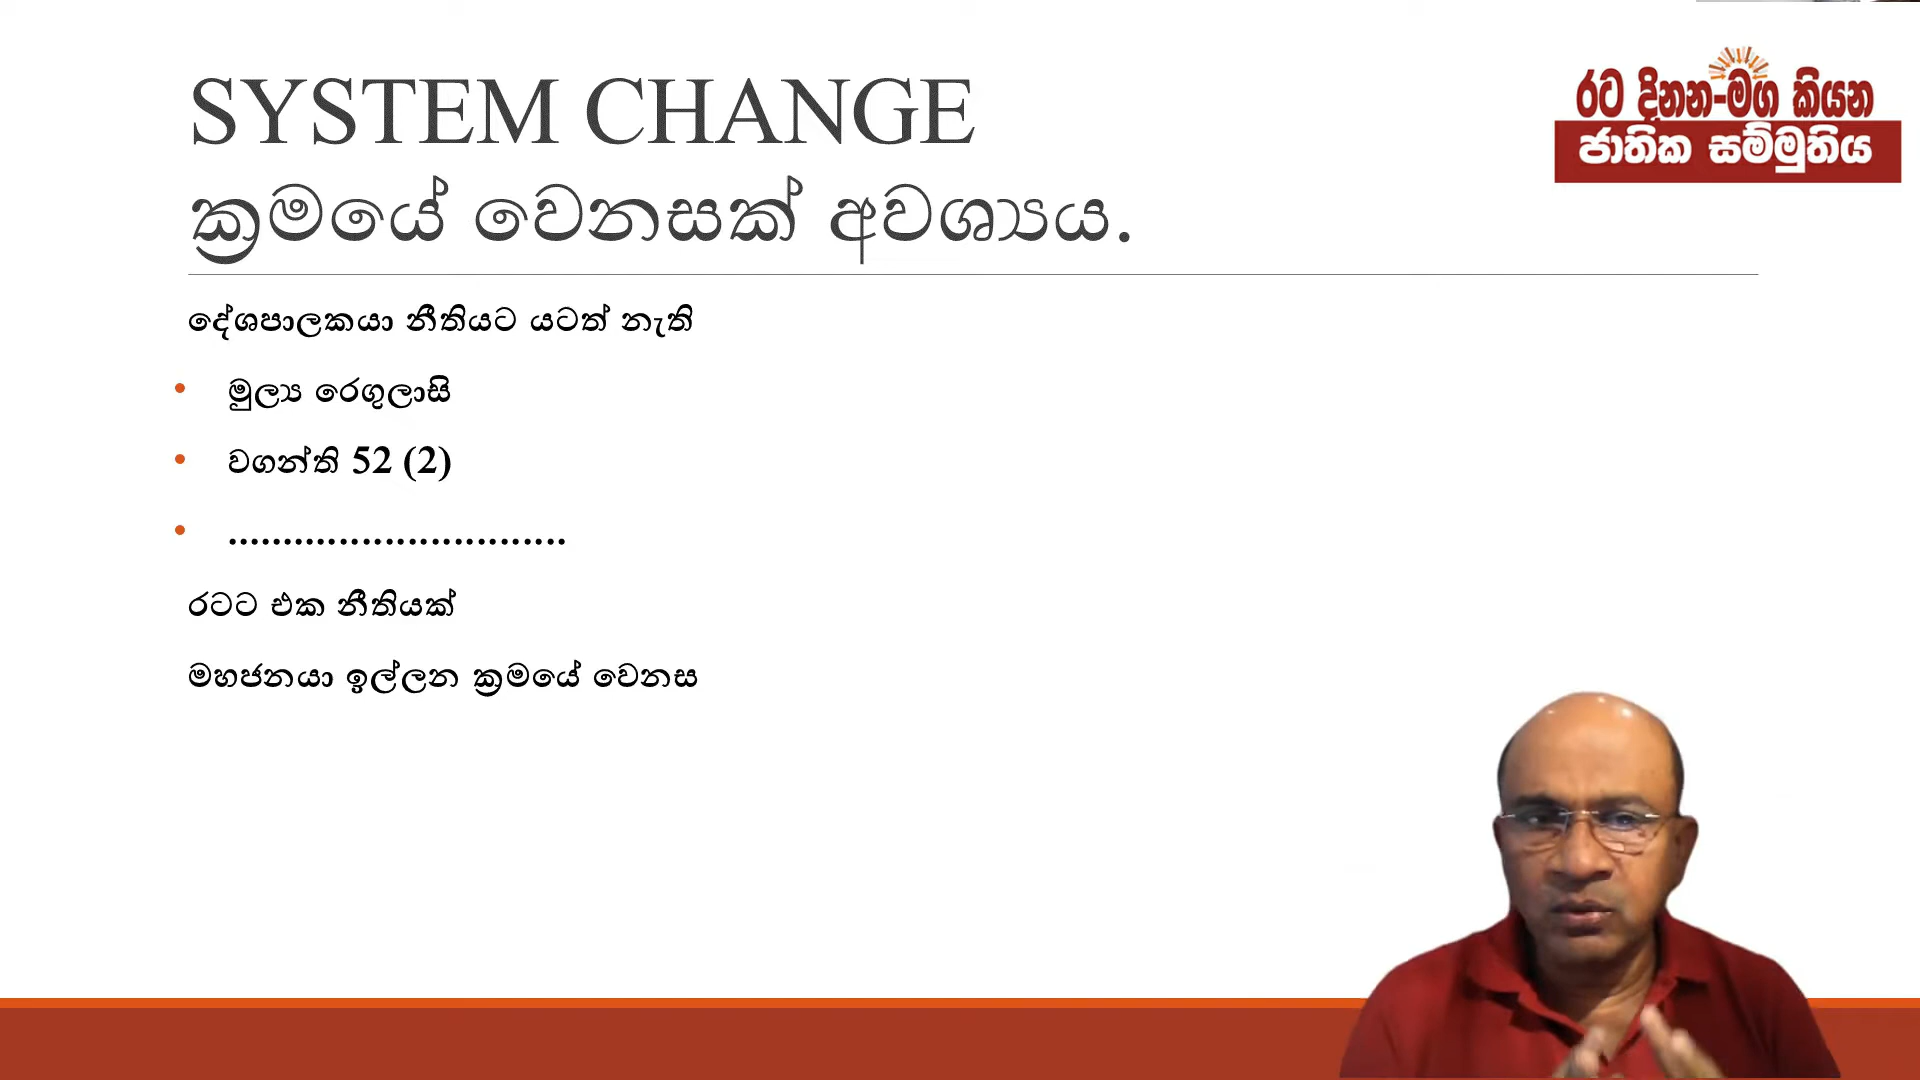 SYSTEM CHANGE
ක්‍රමයේ වෙනසක් අවශ්‍යය.
රට දිනන-මග කියන
ජාතික සම්මුතිය
දේශපාලකයා නීතියට යටත් නැති
• මුල්‍ය රෙගුලාසි
• වගන්ති 52 (2)
• ..............................
රටට එක නීතියක්
මහජනයා ඉල්ලන ක්‍රමයේ වෙනස